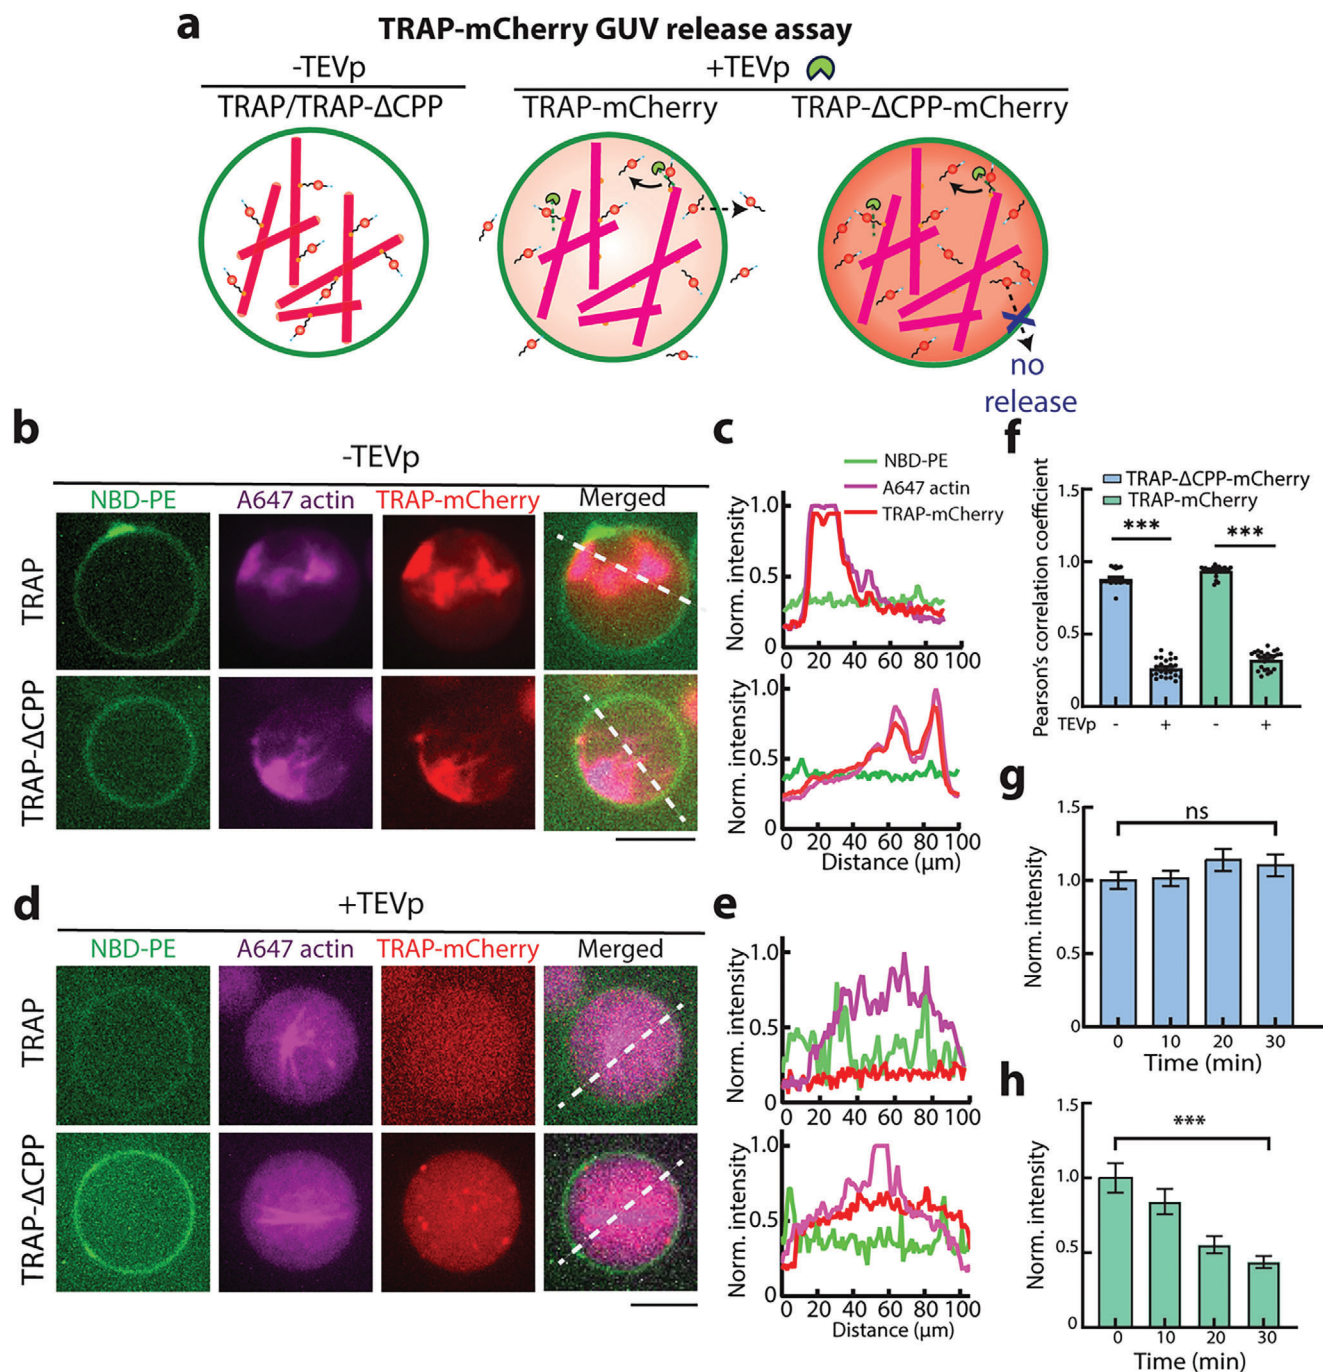 a
TRAP-mCherry GUV release assay
-TEVp
+TEVp
TRAP/TRAP-ΔCPP
TRAP-mCherry
TRAP-ΔCPP-mCherry
no
release
b
-TEVp
NBD-PE
A647 actin
TRAP-mCherry
Merged
TRAP
TRAP-ΔCPP
c
NBD-PE
A647 actin
TRAP-mCherry
Norm. intensity
1.0
0.5
0
0 20 40 60 80 100
Norm. intensity
1.0
0.5
0
0 20 40 60 80 100
Distance (μm)
f
TRAP-ΔCPP-mCherry
TRAP-mCherry
Pearson's correlation coefficient
*** ***
1.0
0.5
0
TEVp - + - +
g
Norm. intensity
1.5
1.0
0.5
0
ns
0 10 20 30
Time (min)
d
+TEVp
NBD-PE
A647 actin
TRAP-mCherry
Merged
TRAP
TRAP-ΔCPP
e
Norm. intensity
1.0
0.5
0
0 20 40 60 80 100
Norm. intensity
1.0
0.5
0
0 20 40 60 80 100
Distance (μm)
h
Norm. intensity
1.5
1.0
0.5
0
***
0 10 20 30
Time (min)